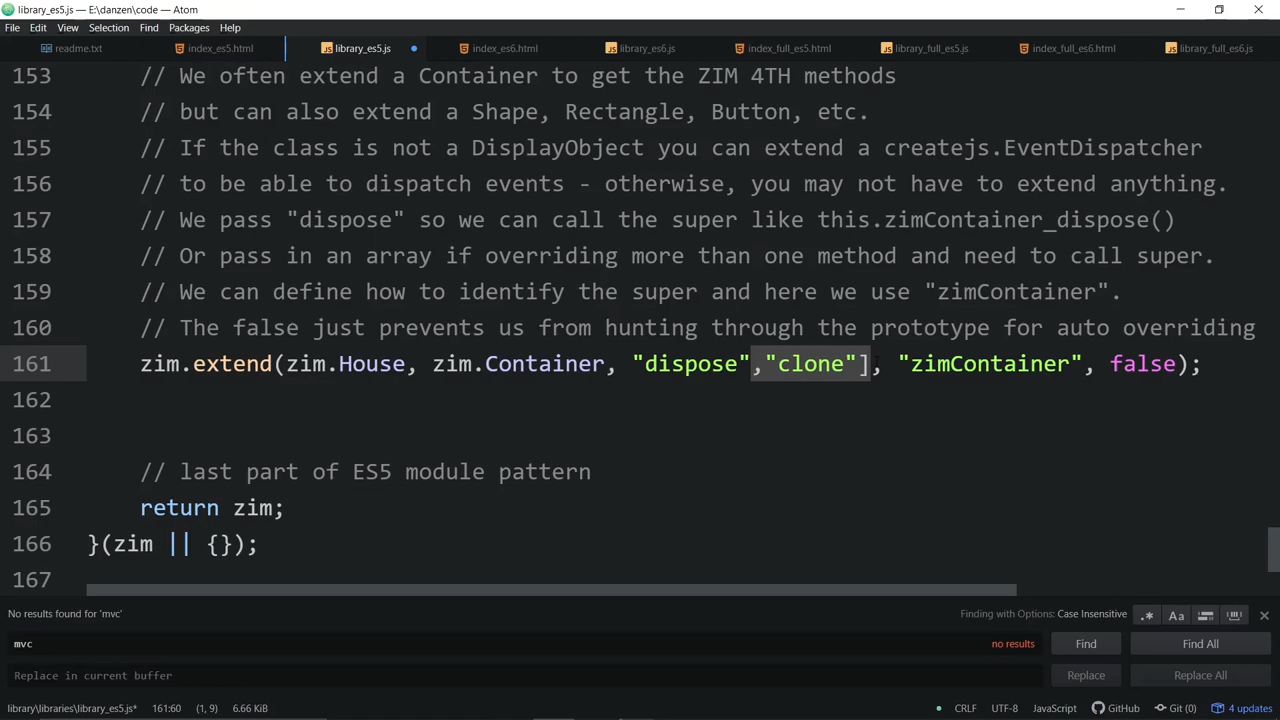 library_es5.js — E:\danzen\code — Atom
File Edit View Selection Find Packages Help
readme.txt index_es5.html library_es5.js index_es6.html library_es6.js index_full_es5.html library_full_es5.js index_full_es6.html library_full_es6.js
153 // We often extend a Container to get the ZIM 4TH methods
154 // but can also extend a Shape, Rectangle, Button, etc.
155 // If the class is not a DisplayObject you can extend a createjs.EventDispatcher
156 // to be able to dispatch events - otherwise, you may not have to extend anything.
157 // We pass "dispose" so we can call the super like this.zimContainer_dispose()
158 // Or pass in an array if overriding more than one method and need to call super.
159 // We can define how to identify the super and here we use "zimContainer".
160 // The false just prevents us from hunting through the prototype for auto overriding
161 zim.extend(zim.House, zim.Container, "dispose","clone"], "zimContainer", false);
162
163
164 // last part of ES5 module pattern
165 return zim;
166 }(zim || {});
167
No results found for 'mvc' Finding with Options: Case Insensitive .* Aa
mvc no results Find Find All
Replace in current buffer Replace Replace All
library\libraries\library_es5.js* 161:60 (1, 9) 6.66 KiB CRLF UTF-8 JavaScript GitHub Git (0) 4 updates